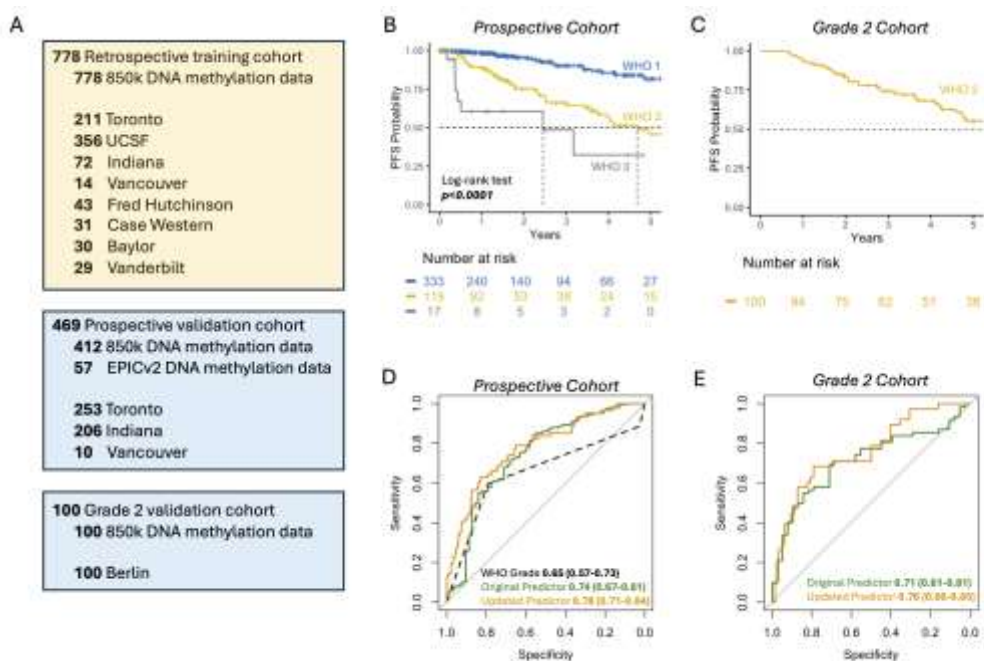 A
778 Retrospective training cohort
778 850k DNA methylation data
211 Toronto
356 UCSF
72 Indiana
14 Vancouver
43 Fred Hutchinson
31 Case Western
30 Baylor
29 Vanderbilt
469 Prospective validation cohort
412 850k DNA methylation data
57 EPICv2 DNA methylation data
253 Toronto
206 Indiana
10 Vancouver
100 Grade 2 validation cohort
100 850k DNA methylation data
100 Berlin
B
Prospective Cohort
PFS Probability
1.00
0.75
0.50
0.25
0.00
WHO 1
WHO 2
WHO 3
Log-rank test
p<0.0001
0 1 2 3 4 5
Years
Number at risk
333 240 140 94 66 27
92 24
17 5 3 2 0
C
Grade 2 Cohort
PFS Probability
1.00
0.75
0.50
0.25
0.00
WHO 2
0 1 2 3 4 5
Years
Number at risk
100 94 75 62 51
D
Prospective Cohort
Sensitivity
1.0
0.8
0.6
0.4
0.2
0.0
WHO Grade 0.65 (0.57-0.73)
Original Predictor 0.74 (0.67-0.81)
Updated Predictor 0.78 (0.71-0.84)
1.0 0.8 0.6 0.4 0.2 0.0
Specificity
E
Grade 2 Cohort
Sensitivity
1.0
0.8
0.6
0.4
0.2
0.0
Original Predictor 0.71 (0.61-0.81)
Updated Predictor 0.76
1.0 0.8 0.6 0.4 0.2 0.0
Specificity